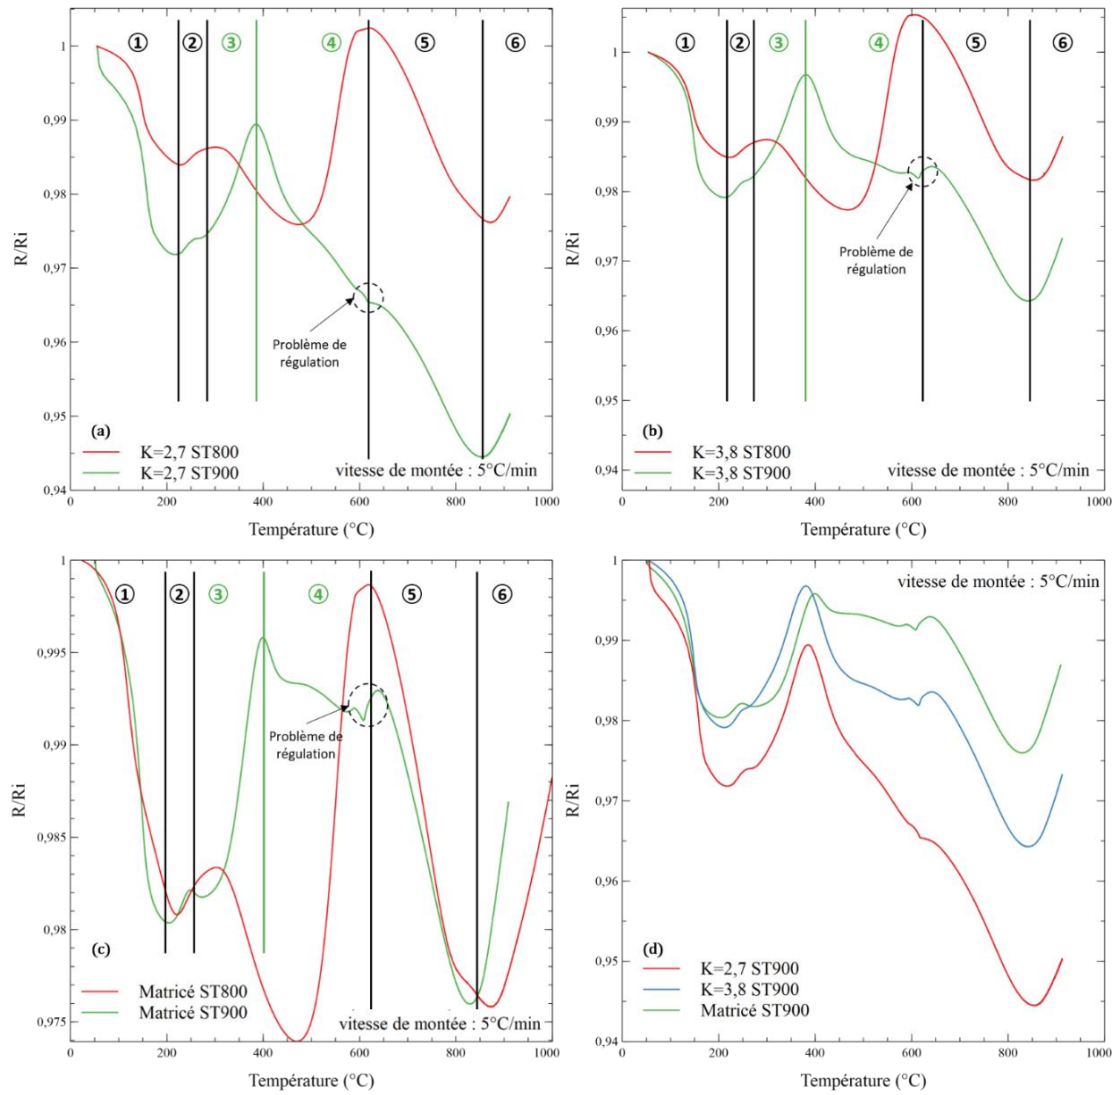 ① ② ③ ④ ⑤ ⑥
1
0,99
0,98
0,97
0,96
0,95
0,94
R/Ri
Problème de
régulation
(a)
K=2,7 ST800
K=2,7 ST900
vitesse de montée : 5°C/min
0 200 400 600 800 1000
Température (°C)
① ② ③ ④ ⑤ ⑥
1
0,99
0,98
0,97
0,96
0,95
0,94
R/Ri
Problème de
régulation
(b)
K=3,8 ST800
K=3,8 ST900
vitesse de montée : 5°C/min
0 200 400 600 800 1000
Température (°C)
① ② ③ ④ ⑤ ⑥
1
0,995
0,99
0,985
0,98
0,975
R/Ri
Problème de
régulation
(c)
Matricé ST800
Matricé ST900
vitesse de montée : 5°C/min
0 200 400 600 800 1000
Température (°C)
vitesse de montée : 5°C/min
1
0,99
0,98
0,97
0,96
0,95
0,94
R/Ri
(d)
K=2,7 ST900
K=3,8 ST900
Matricé ST900
0 200 400 600 800 1000
Température (°C)